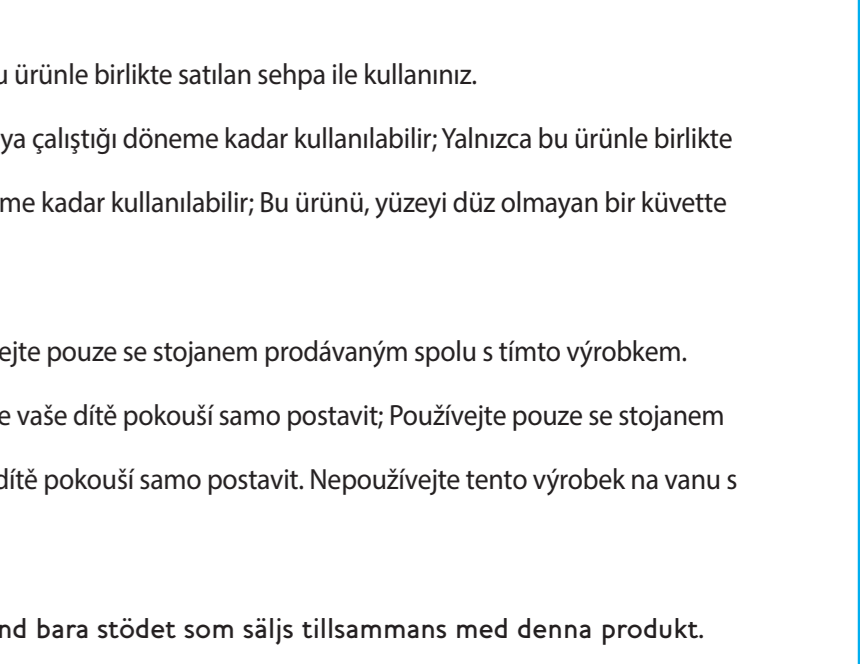 ürünle birlikte satılan sehpa ile kullanınız.
ya çalıştığı döneme kadar kullanılabilir; Yalnızca bu ürünle birlikte
me kadar kullanılabilir; Bu ürünü, yüzeyi düz olmayan bir küvette
ejte pouze se stojanem prodávaným spolu s tímto výrobkem.
e vaše dítě pokouší samo postavit; Používejte pouze se stojanem
dítě pokouší samo postavit. Nepoužívejte tento výrobek na vanu s
nd bara stödet som säljs tillsammans med denna produkt.